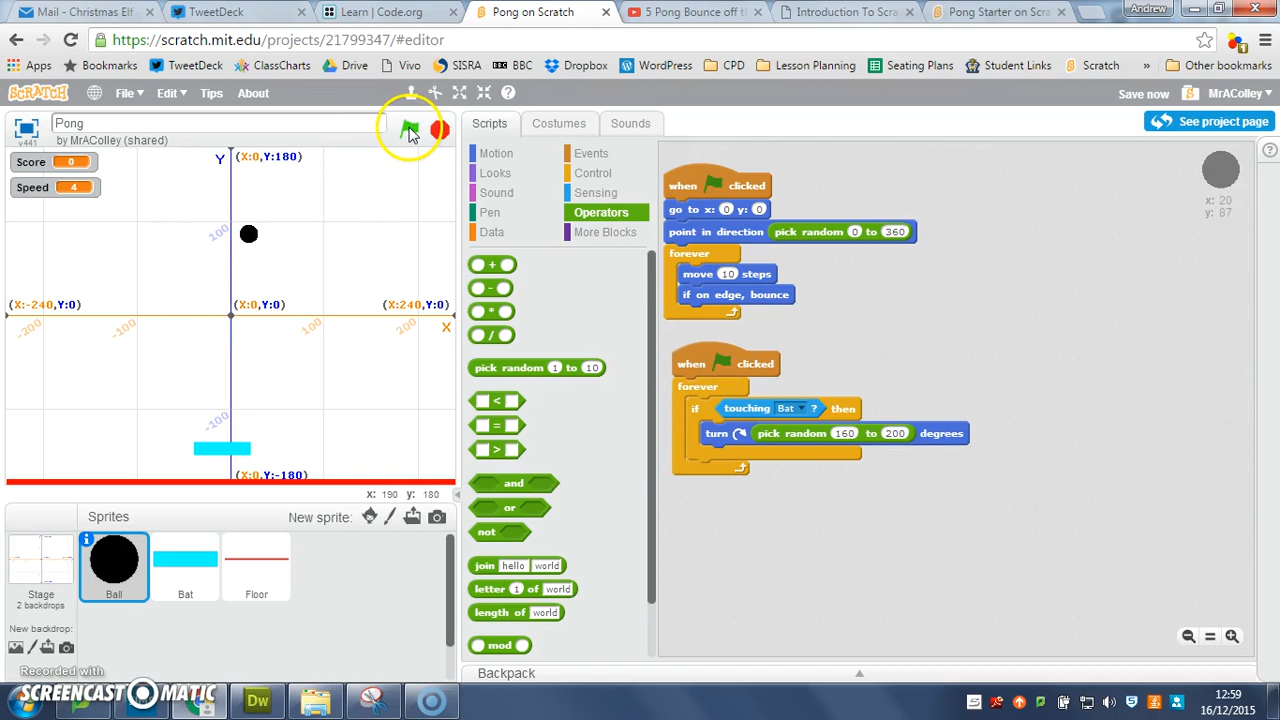 Mail - Christmas Elf -
TweetDeck
Learn | Code.org
Pong on Scratch
5 Pong Bounce off t
Introduction To Scra
Pong Starter on Scra
Andrew
https://scratch.mit.edu/projects/21799347/#editor
Apps
Bookmarks
TweetDeck
ClassCharts
Drive
Vivo
SISRA
BBC
Dropbox
WordPress
CPD
Lesson Planning
Seating Plans
Student Links
Scratch
Other bookmarks
SCRATCH
File
Edit
Tips
About
Save now
MrAColley
Pong
by MrAColley (shared)
v441
Scripts
Costumes
Sounds
See project page
Score 0
Speed 4
Y
(X:0,Y:180)
100
(X:-240,Y:0)
(X:0,Y:0)
(X:240,Y:0)
-200
-100
100
200
X
-100
(X:0,Y:-180)
x: 190 y: 180
Motion
Looks
Sound
Pen
Data
Events
Control
Sensing
Operators
More Blocks
+
-
*
/
pick random 1 to 10
<
=
>
and
or
not
join hello world
letter 1 of world
length of world
mod
when clicked
go to x: 0 y: 0
point in direction pick random 0 to 360
forever
move 10 steps
if on edge, bounce
when clicked
forever
if touching Bat ? then
turn pick random 160 to 200 degrees
x: 20
y: 87
Sprites
New sprite:
Stage
2 backdrops
New backdrop:
Ball
Bat
Floor
Backpack
Recorded with
SCREENCAST MATIC
Dw
12:59
16/12/2015